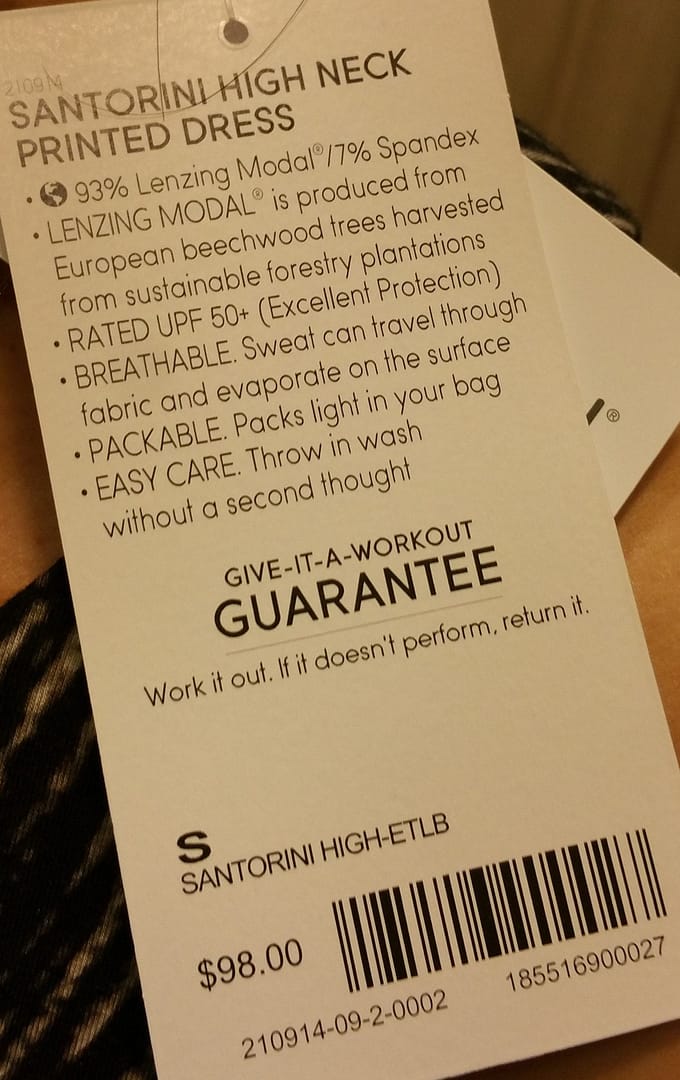 2109M
SANTORINI HIGH NECK
PRINTED DRESS
• 93% Lenzing Modal®/7% Spandex
• LENZING MODAL® is produced from
European beechwood trees harvested
from sustainable forestry plantations
• RATED UPF 50+ (Excellent Protection)
• BREATHABLE. Sweat can travel through
fabric and evaporate on the surface
• PACKABLE. Packs light in your bag
• EASY CARE. Throw in wash
without a second thought
®
GIVE-IT-A-WORKOUT
GUARANTEE
Work it out. If it doesn't perform, return it.
S
SANTORINI HIGH-ETLB
$98.00
210914-09-2-0002
185516900027